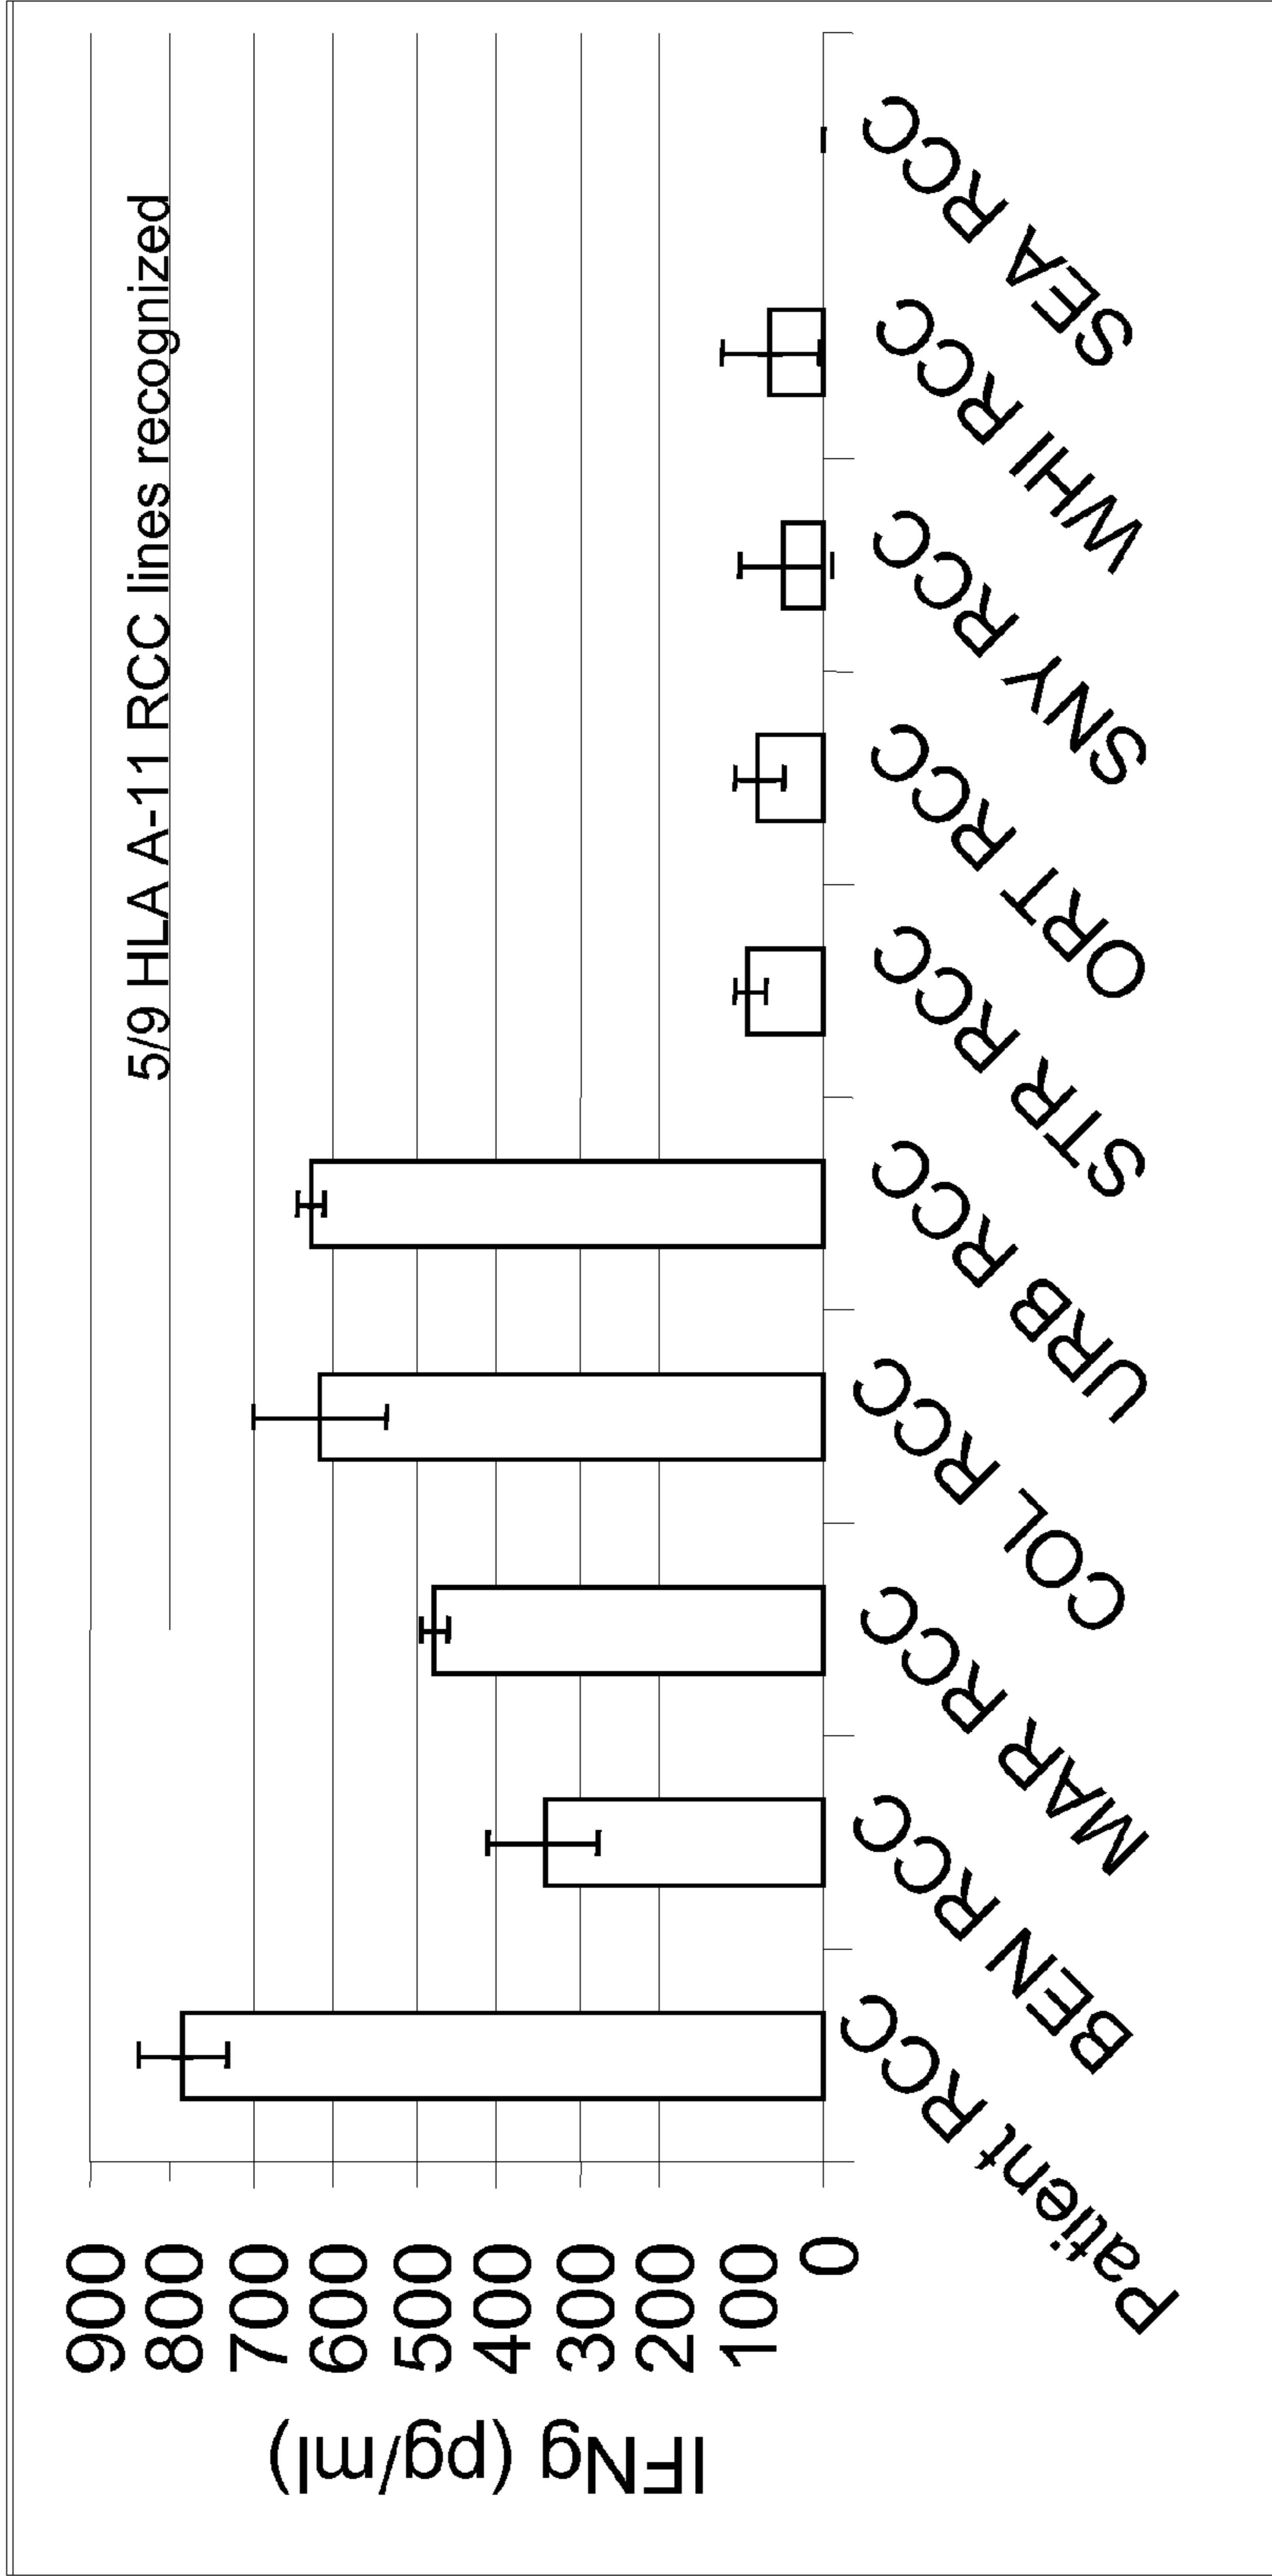 5/9 HLA A-11 RCC lines recognized
IFNg (pg/ml)
900
800
700
600
500
400
300
200
100
0
Patient RCC
BEN RCC
MAR RCC
COL RCC
URB RCC
STR RCC
ORT RCC
SNY RCC
WHI RCC
SEA RCC